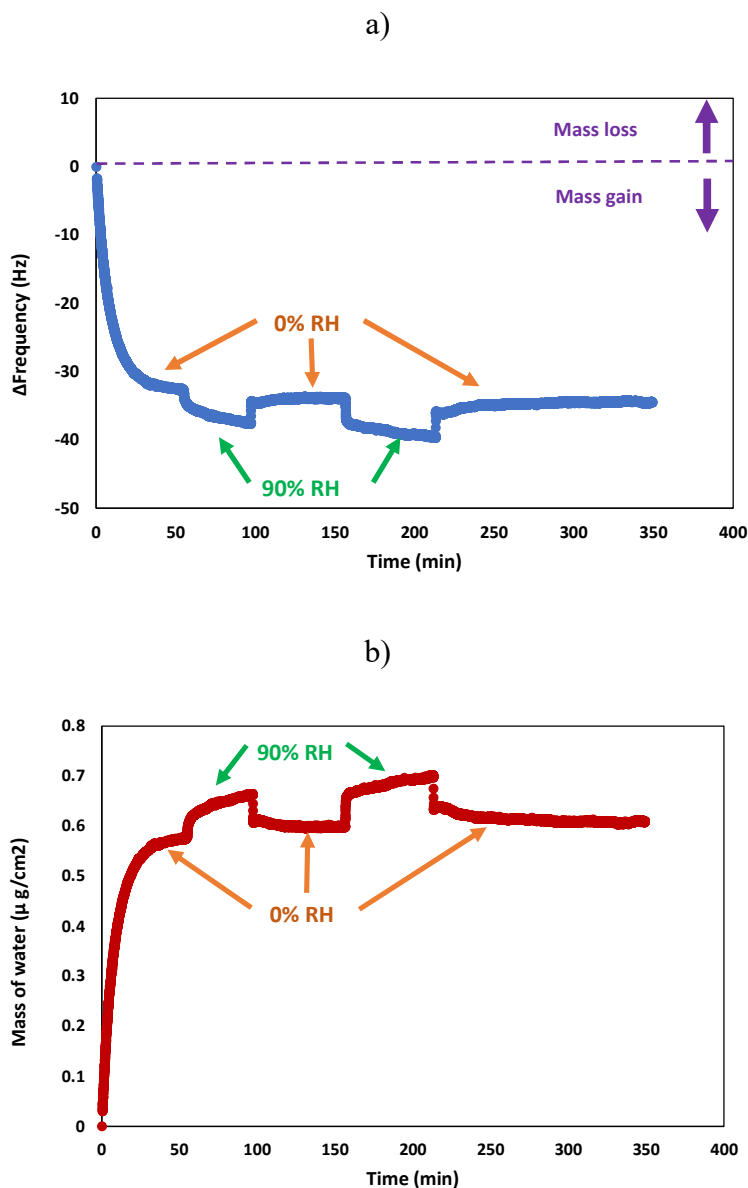 a)
10
0
-10
-20
-30
-40
-50
ΔFrequency (Hz)
Mass loss
Mass gain
0% RH
90% RH
0 50 100 150 200 250 300 350 400
Time (min)
b)
0.8
0.7
0.6
0.5
0.4
0.3
0.2
0.1
0
Mass of water (µ g/cm2)
90% RH
0% RH
0 50 100 150 200 250 300 350 400
Time (min)